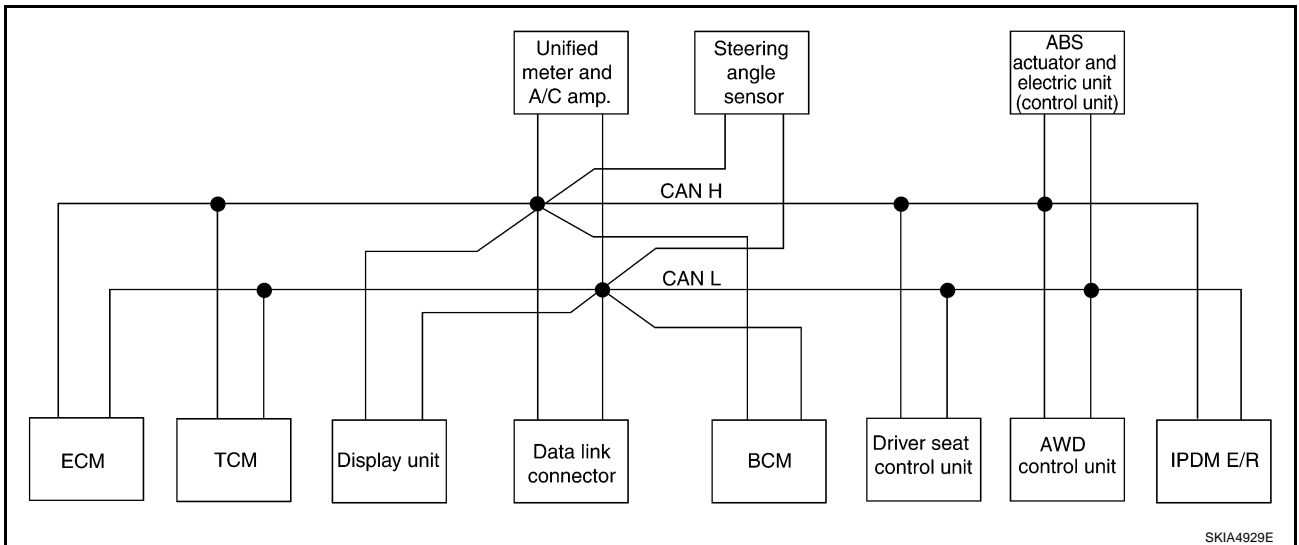 Unified
meter and
A/C amp.
Steering
angle
sensor
ABS
actuator and
electric unit
(control unit)
CAN H
CAN L
ECM
TCM
Display unit
Data link
connector
BCM
Driver seat
control unit
AWD
control unit
IPDM E/R
SKIA4929E